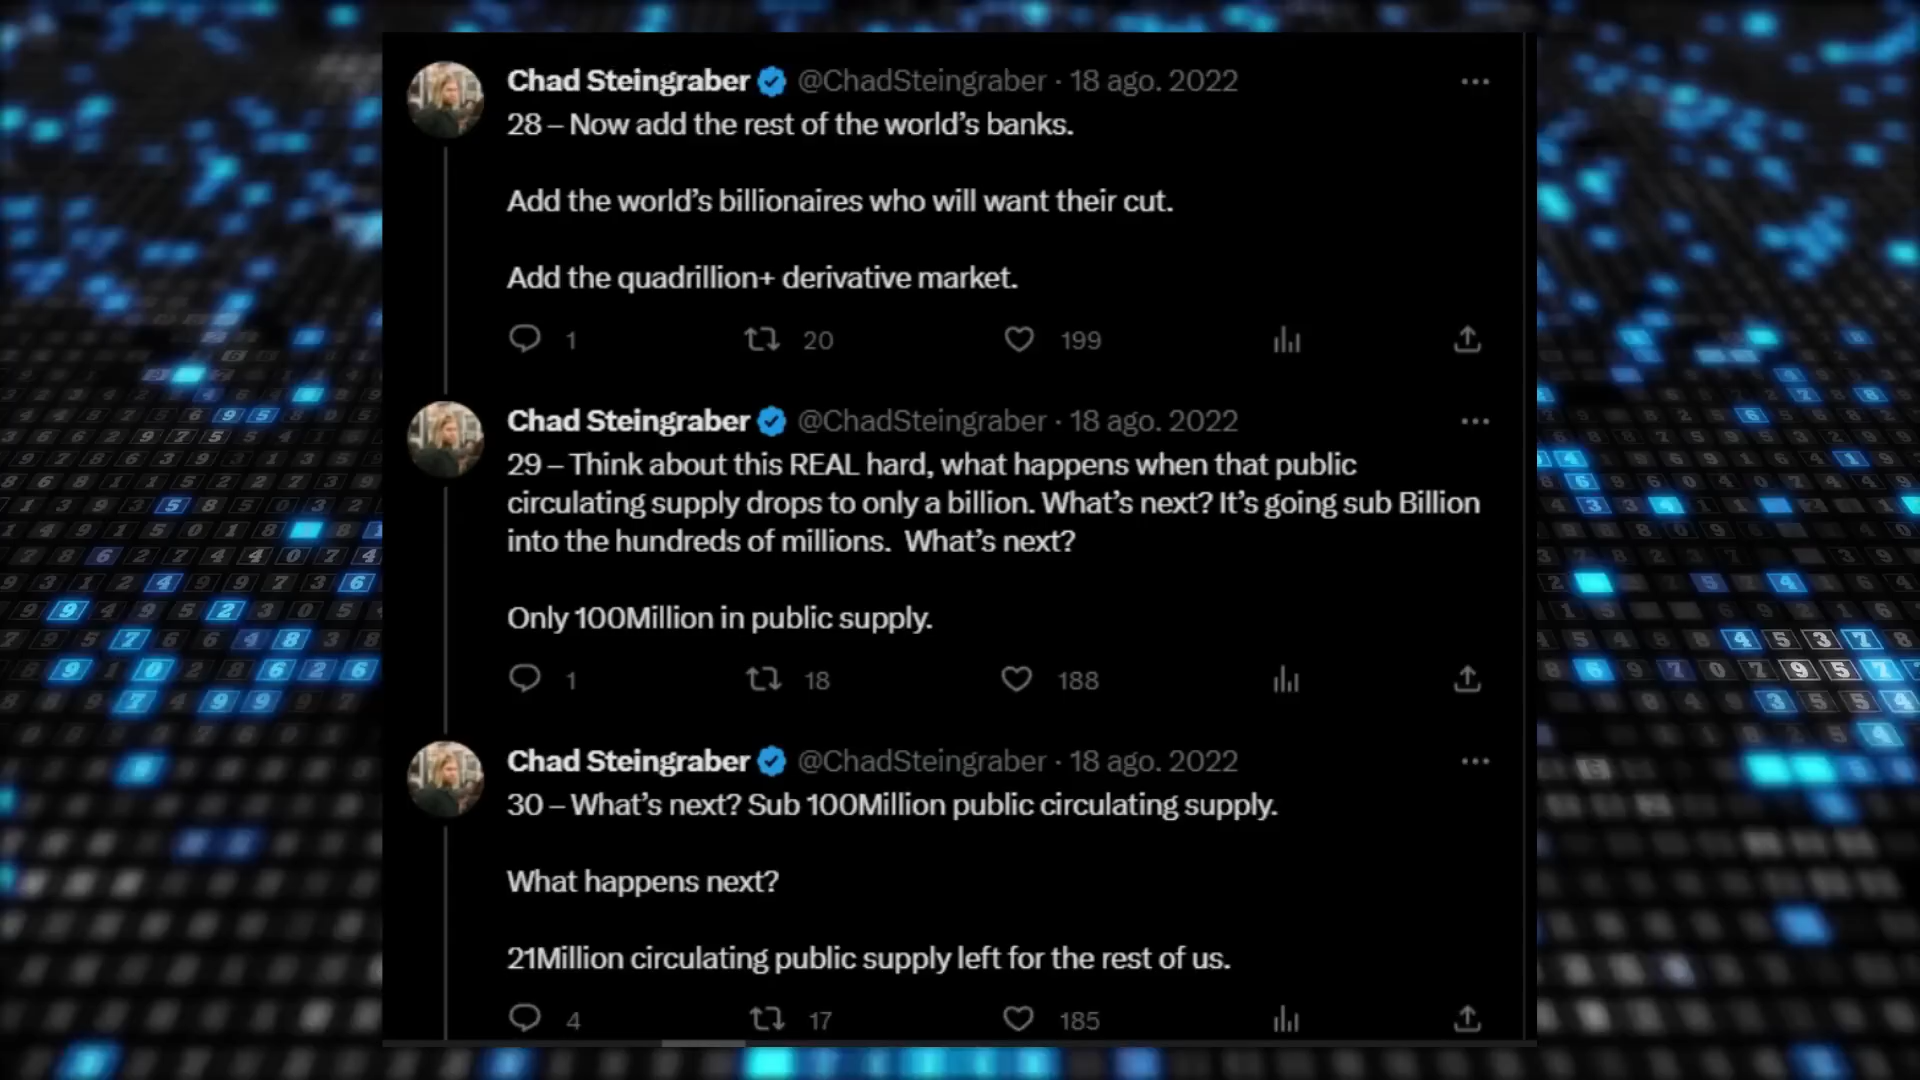 Chad Steingraber @ChadSteingraber · 18 ago. 2022
28 – Now add the rest of the world's banks.
Add the world's billionaires who will want their cut.
Add the quadrillion+ derivative market.
1 20 199
Chad Steingraber @ChadSteingraber · 18 ago. 2022
29 – Think about this REAL hard, what happens when that public
circulating supply drops to only a billion. What's next? It's going sub Billion
into the hundreds of millions.  What's next?
Only 100Million in public supply.
1 18 188
Chad Steingraber @ChadSteingraber · 18 ago. 2022
30 – What's next? Sub 100Million public circulating supply.
What happens next?
21Million circulating public supply left for the rest of us.
4 17 185